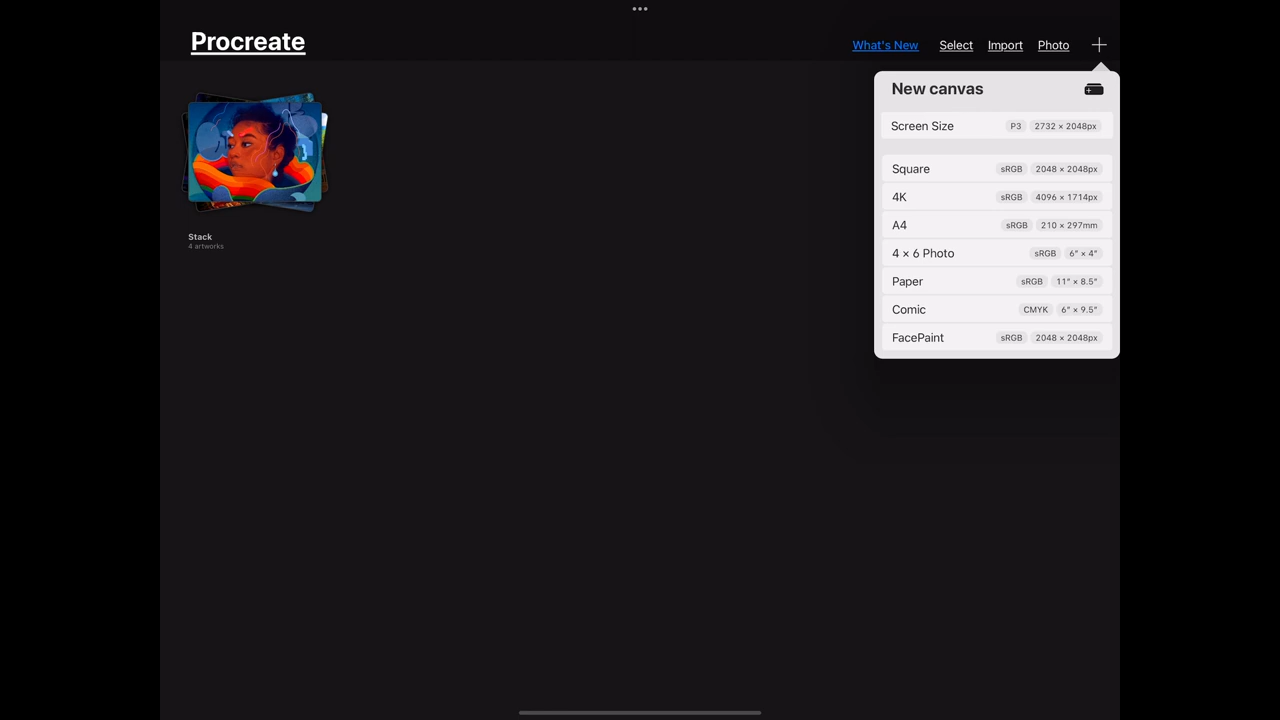 Procreate
What's New Select Import Photo
New canvas
Screen Size P3 2732 × 2048px
Square sRGB 2048 × 2048px
4K sRGB 4096 × 1714px
A4 sRGB 210 × 297mm
4 × 6 Photo sRGB 6" × 4"
Paper sRGB 11" × 8.5"
Comic CMYK 6" × 9.5"
FacePaint sRGB 2048 × 2048px
Stack
4 artworks